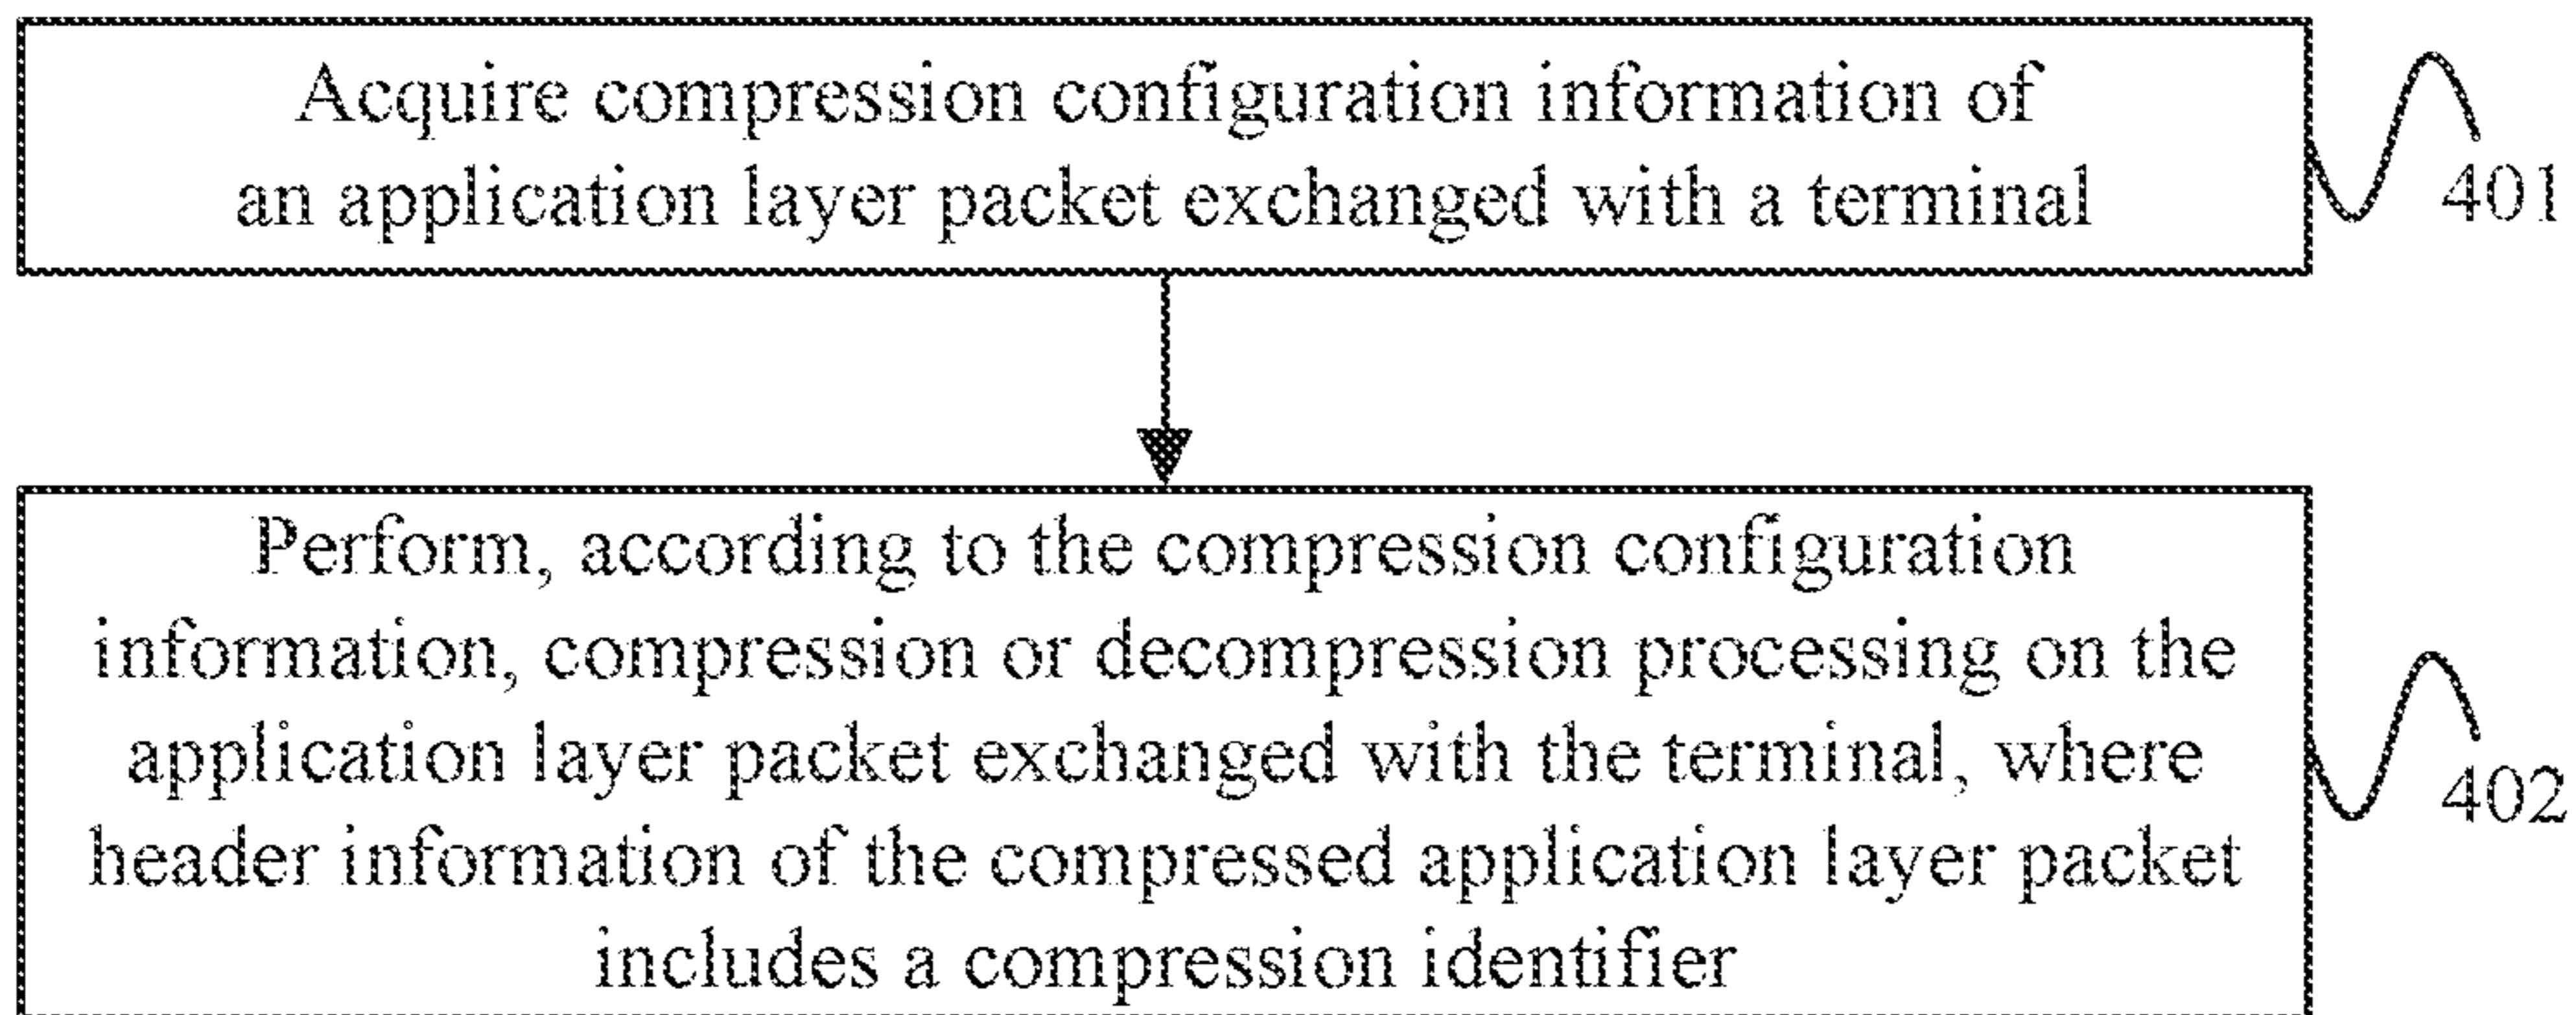 Acquire compression configuration information of
an application layer packet exchanged with a terminal
401
Perform, according to the compression configuration
information, compression or decompression processing on the
application layer packet exchanged with the terminal, where
header information of the compressed application layer packet
includes a compression identifier
402